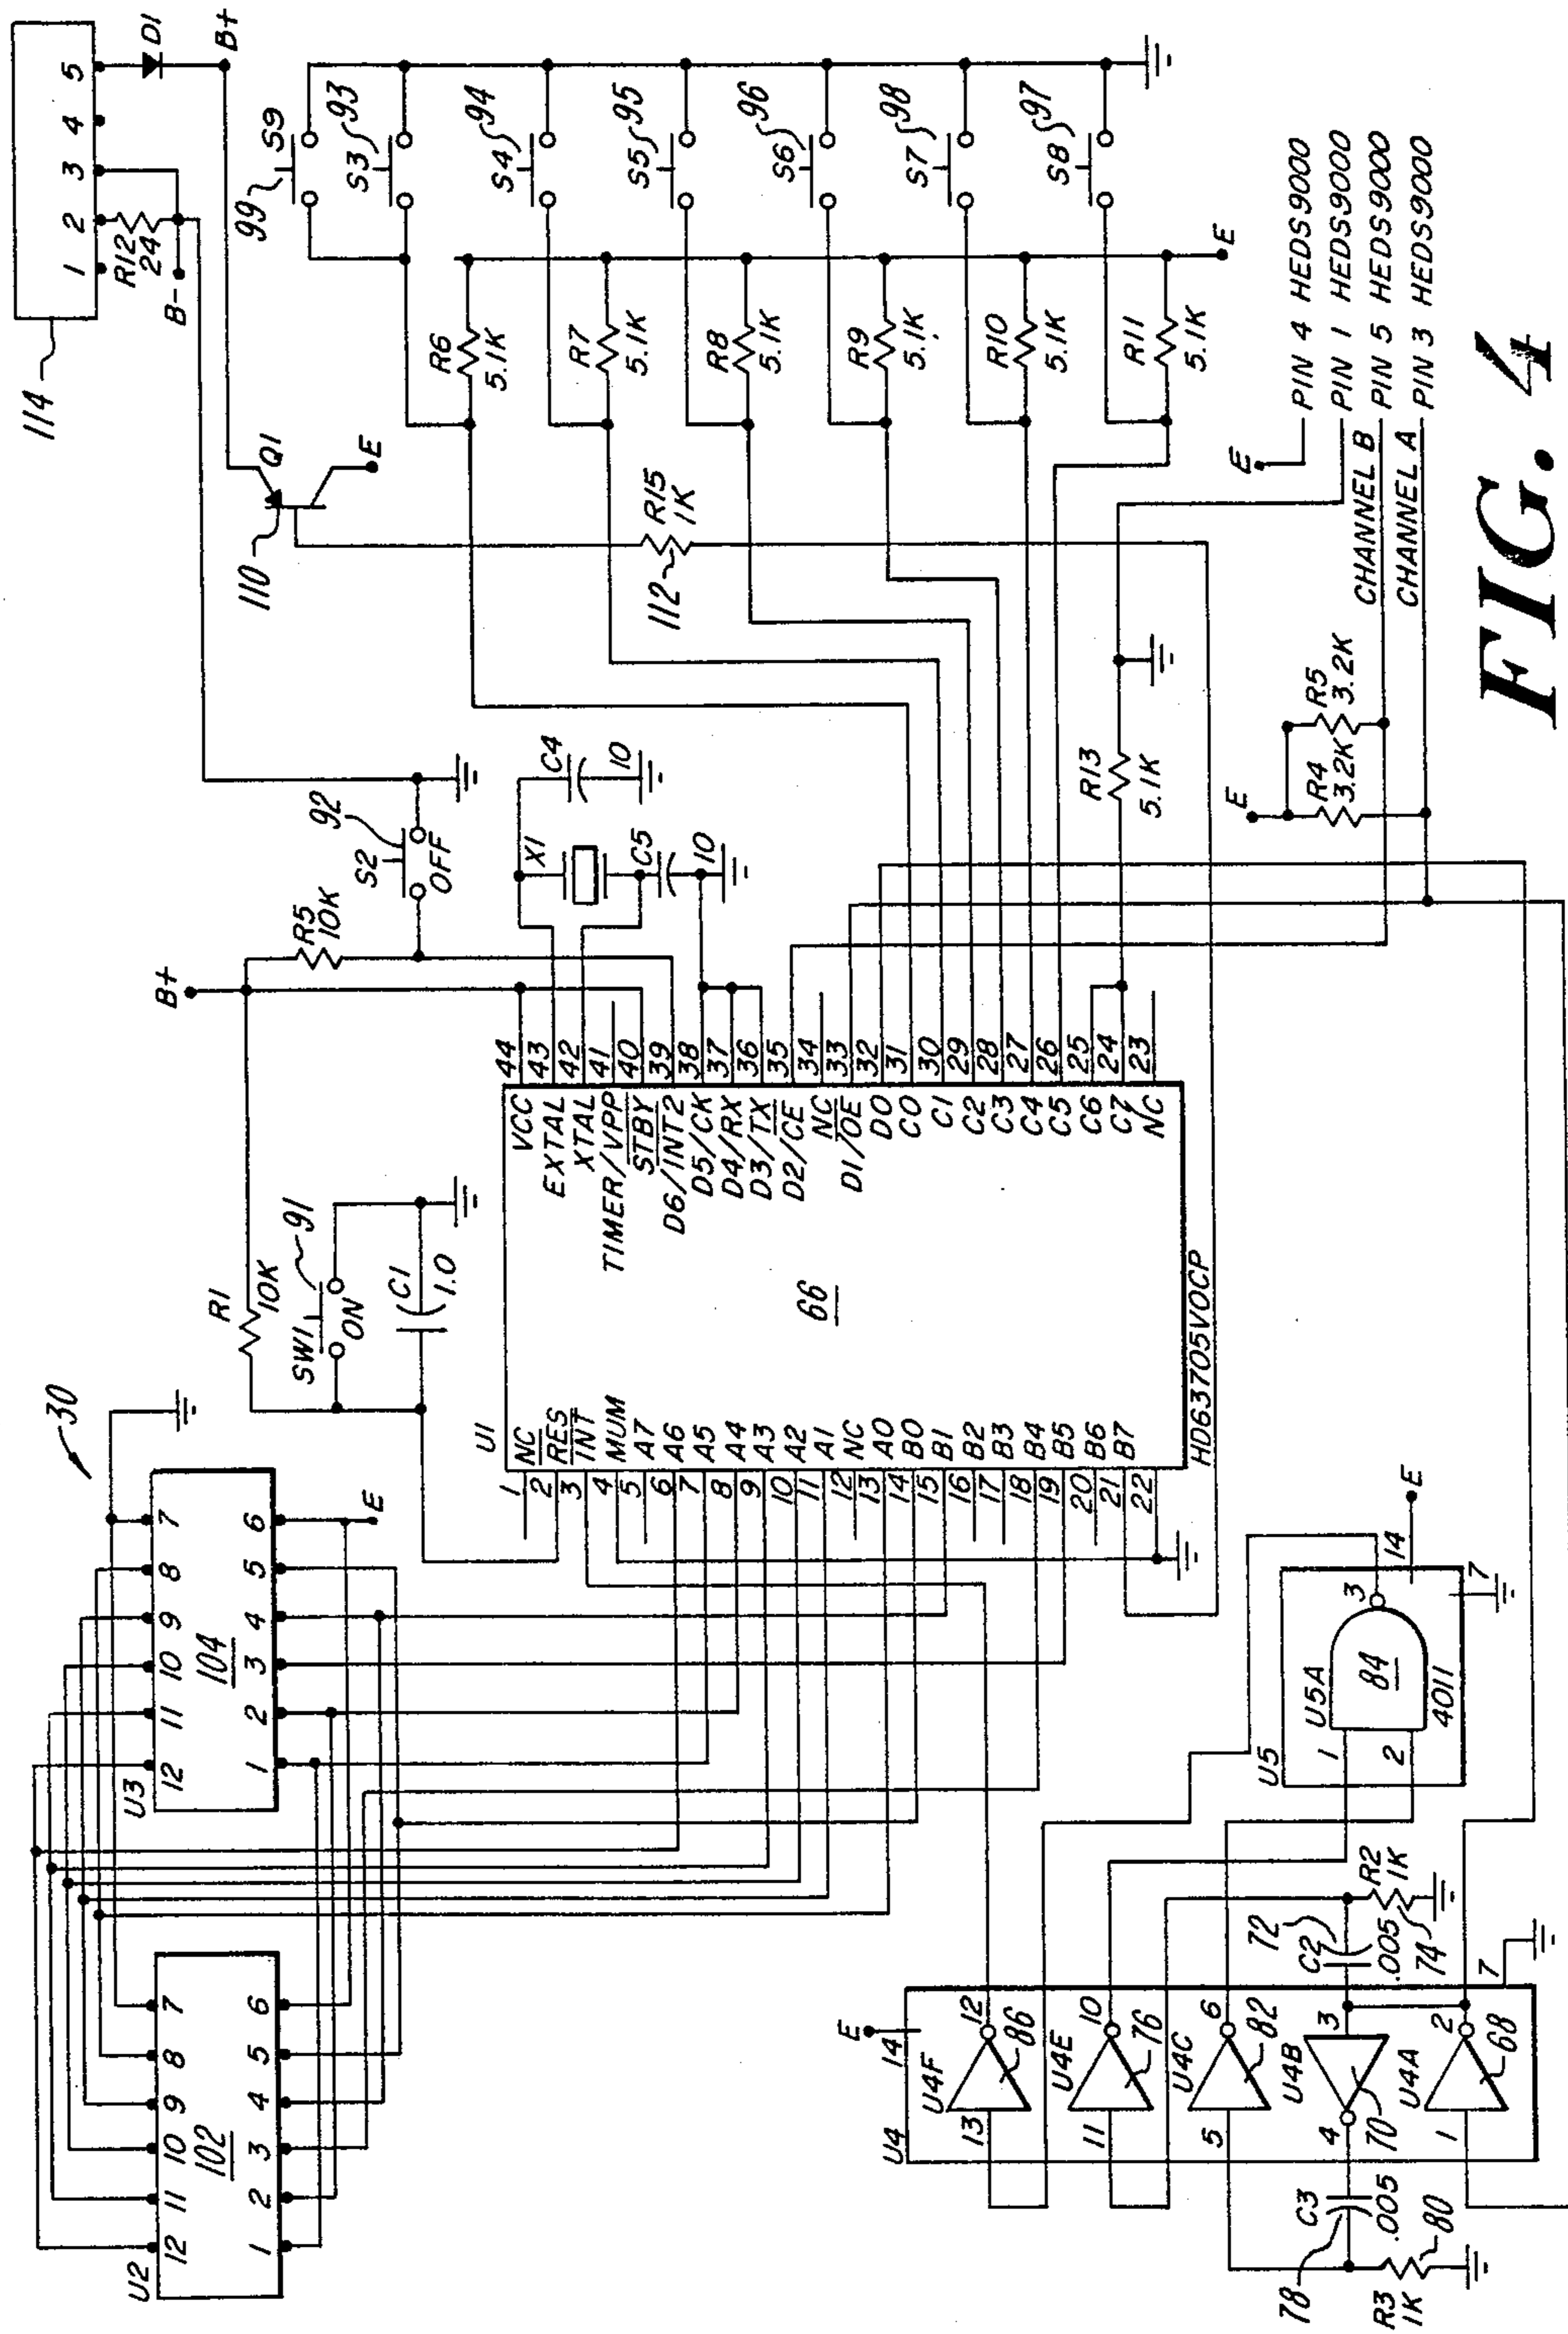 30
114
1 2 3 4 5
R12
24
B-
D1
B+
U2
12 11 10 9 8 7
102
1 2 3 4 5 6
U3
12 11 10 9 8 7
104
1 2 3 4 5 6
E
R1
10K
SW1
ON
91
C1
1.0
B+
R5
10K
S2
OFF
92
X1
C4
10
C5
10
110
Q1
E
112
R15
1K
99
S9
S3
93
S4
94
S5
95
S6
96
S7
98
S8
97
R6
5.1K
R7
5.1K
R8
5.1K
R9
5.1K
R10
5.1K
R11
5.1K
E
U1
66
HD63705VOCP
1 NC
2 RES
3 INT
4 MUM
5 A7
6 A6
7 A5
8 A4
9 A3
10 A2
11 A1
12 NC
13 A0
14 B0
15 B1
16 B2
17 B3
18 B4
19 B5
20 B6
21 B7
22
VCC 44
EXTAL 43
XTAL 42
TIMER/VPP 41
STBY 40
D6/INT2 39
D5/CK 38
D4/RX 37
D3/TX 36
D2/CE 35
NC 34
D1/OE 33
D0 32
C0 31
C1 30
C2 29
C3 28
C4 27
C5 26
C6 25
C7 24
NC 23
R13
5.1K
E
R4
3.2K
R5
3.2K
E
PIN 4 HEDS9000
PIN 1 HEDS9000
CHANNEL B PIN 5 HEDS9000
CHANNEL A PIN 3 HEDS9000
U4
E
14
U4F
13
12
86
U4E
11
10
76
U4C
5
6
82
U4B
4
3
70
U4A
1
2
68
7
C3
.005
78
R3
1K
80
72
C2
.005
74
R2
1K
U5
U5A
1
2
84
3
4011
14
E
7
FIG. 4